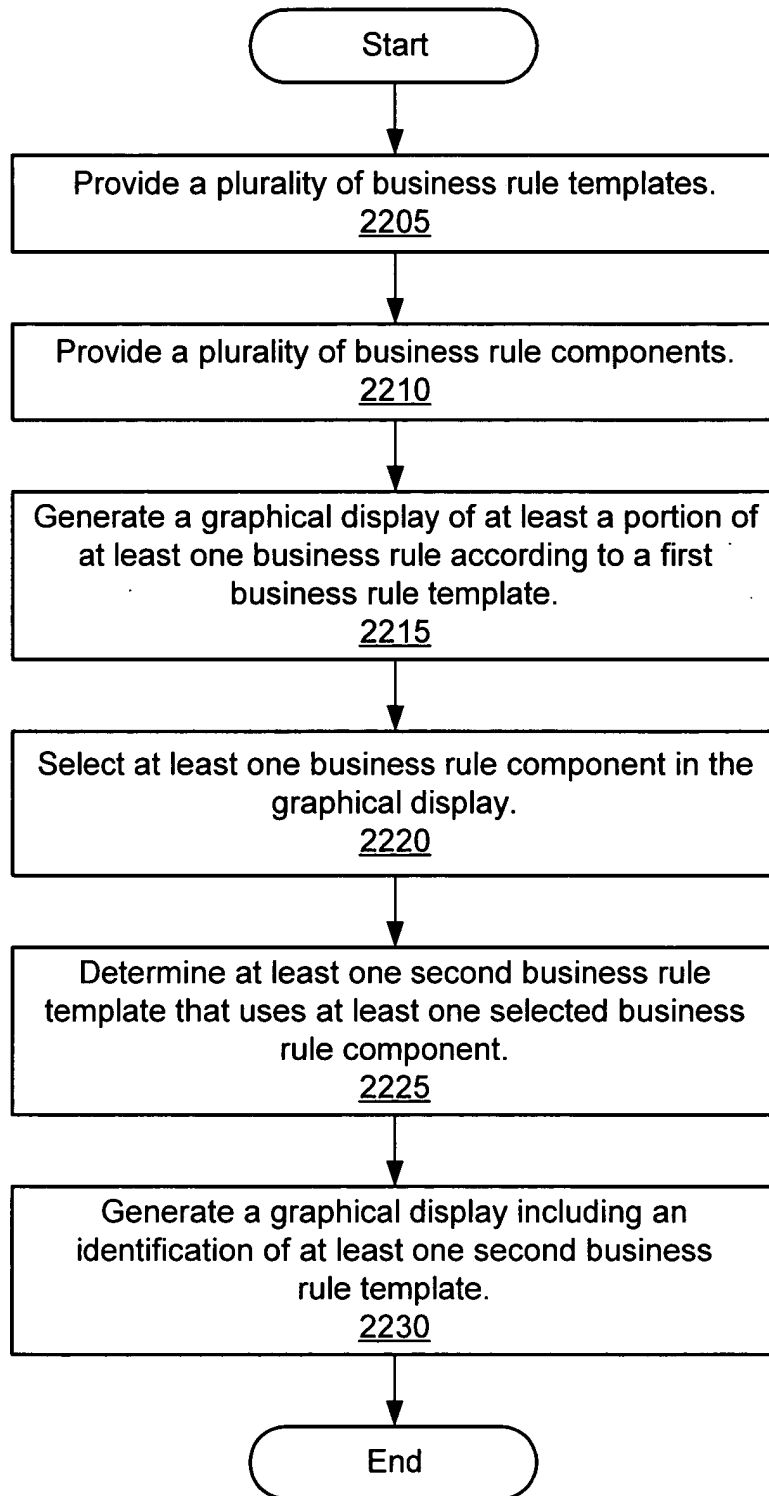 Start
Provide a plurality of business rule templates.
2205
Provide a plurality of business rule components.
2210
Generate a graphical display of at least a portion of
at least one business rule according to a first
business rule template.
2215
Select at least one business rule component in the
graphical display.
2220
Determine at least one second business rule
template that uses at least one selected business
rule component.
2225
Generate a graphical display including an
identification of at least one second business
rule template.
2230
End